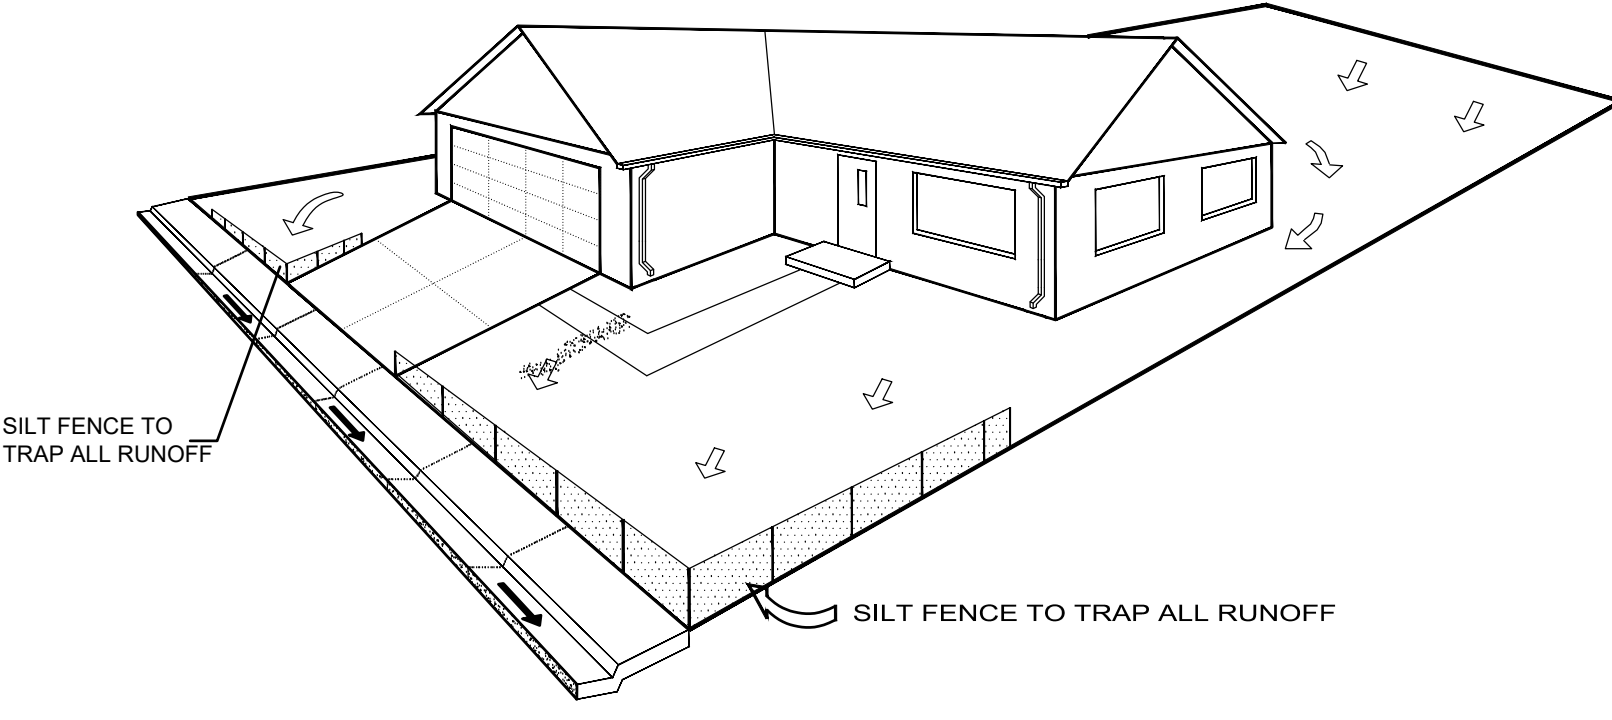 SILT FENCE TO
TRAP ALL RUNOFF
SILT FENCE TO TRAP ALL RUNOFF